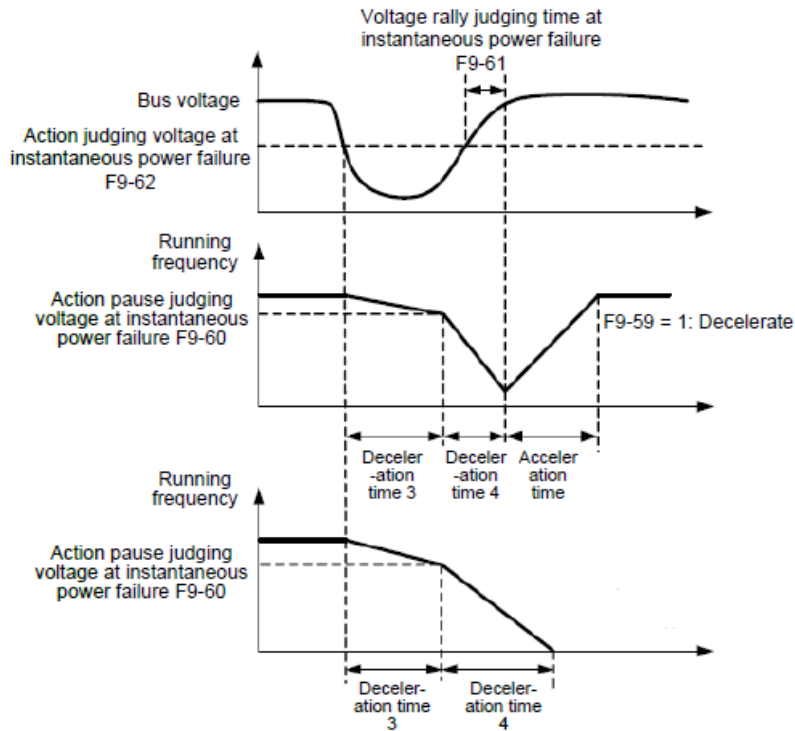 Voltage rally judging time at
instantaneous power failure
F9-61
Bus voltage
Action judging voltage at
instantaneous power failure
F9-62
Running
frequency
Action pause judging
voltage at instantaneous
power failure F9-60
F9-59 = 1: Decelerate
Deceler
-ation
time 3
Deceler
-ation
time 4
Acceler
ation
time
Running
frequency
Action pause judging
voltage at instantaneous
power failure F9-60
Deceler-
ation time
3
Deceler-
ation time
4